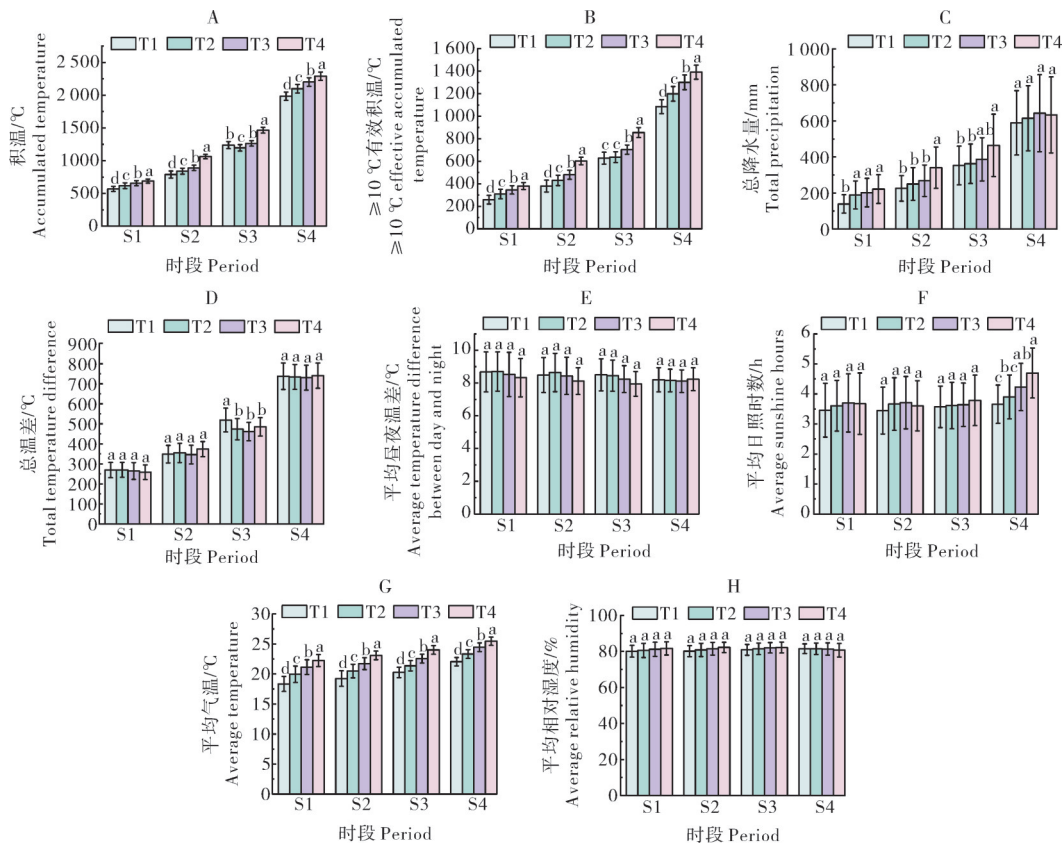 A
T1 T2 T3 T4
积温/℃
Accumulated temperature
2 500
2 000
1 500
1 000
500
0
d c b a
d c b a
b c b a
d c b a
S1 S2 S3 S4
时段 Period
B
T1 T2 T3 T4
≥10 ℃有效积温/℃
≥10 ℃ effective accumulated
temperature
1 600
1 400
1 200
1 000
800
600
400
200
0
d c b a
d c b a
c c b a
d c b a
S1 S2 S3 S4
时段 Period
C
T1 T2 T3 T4
总降水量/mm
Total precipitation
1 000
800
600
400
200
0
b a a a
b b b a
b b ab a
a a a a
S1 S2 S3 S4
时段 Period
D
T1 T2 T3 T4
总温差/℃
Total temperature difference
900
800
700
600
500
400
300
200
100
0
a a a a
a a a a
a b b b
a a a a
S1 S2 S3 S4
时段 Period
E
T1 T2 T3 T4
平均昼夜温差/℃
Average temperature difference
between day and night
10
8
6
4
2
0
a a a a
a a a a
a a a a
a a a a
S1 S2 S3 S4
时段 Period
F
T1 T2 T3 T4
平均日照时数/h
Average sunshine hours
6
5
4
3
2
1
0
a a a a
a a a a
a a a a
c bc ab a
S1 S2 S3 S4
时段 Period
G
T1 T2 T3 T4
平均气温/℃
Average temperature
30
25
20
15
10
5
0
d c b a
d c b a
d c b a
d c b a
S1 S2 S3 S4
时段 Period
H
T1 T2 T3 T4
平均相对湿度/%
Average relative humidity
100
80
60
40
20
0
a a a a
a a a a
a a a a
a a a a
S1 S2 S3 S4
时段 Period